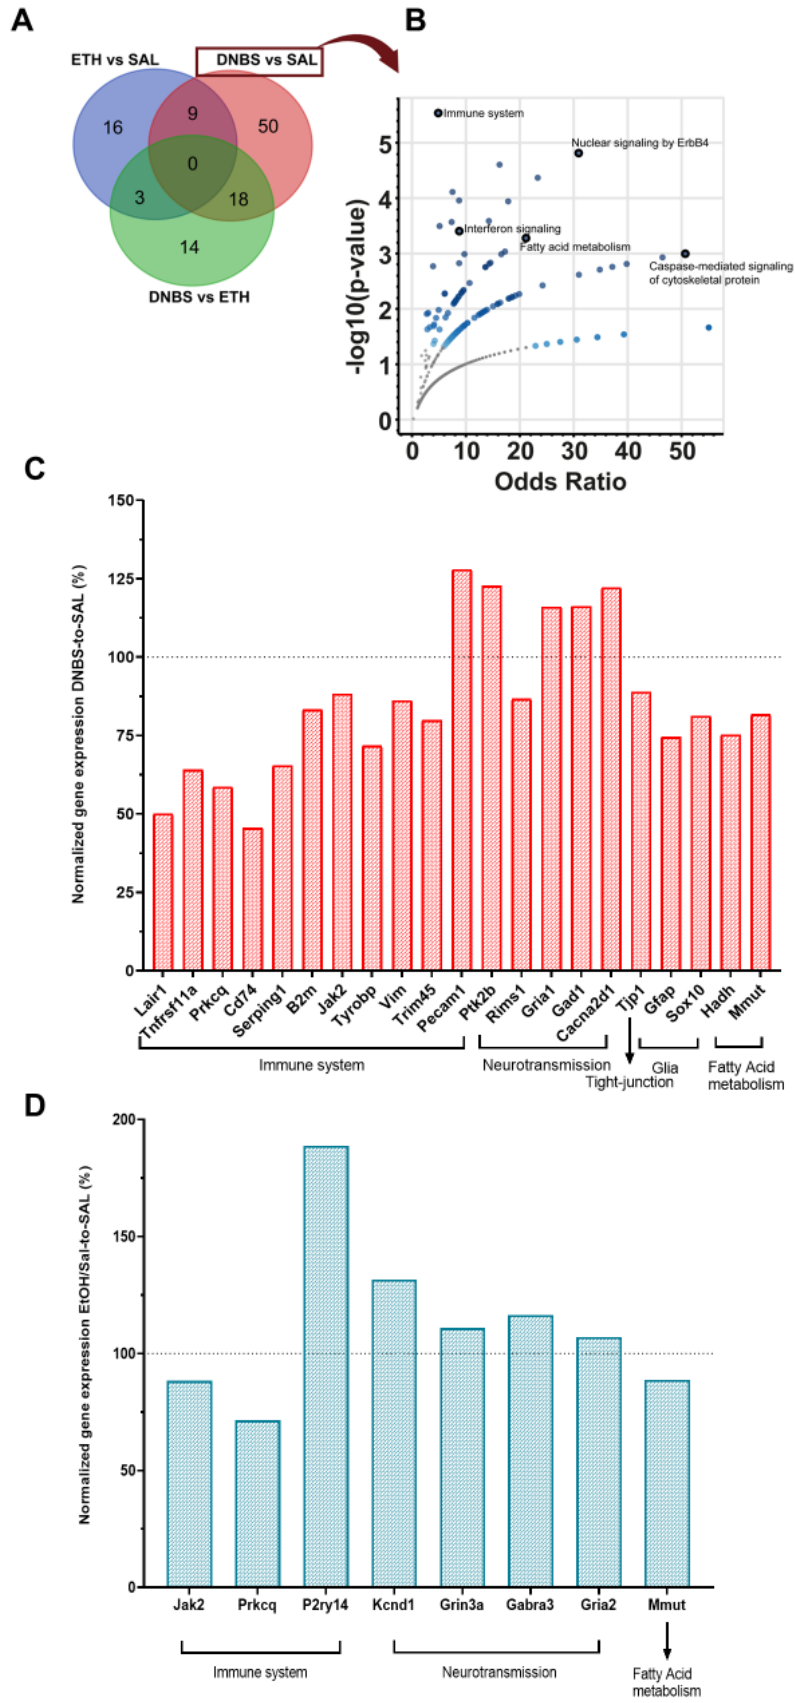 A
ETH vs SAL
DNBS vs SAL
16
9
50
0
3
18
14
DNBS vs ETH
B
-log10(p-value)
5
4
3
2
1
0
Immune system
Nuclear signaling by ErbB4
Interferon signaling
Fatty acid metabolism
Caspase-mediated signaling
of cytoskeletal protein
0 10 20 30 40 50
Odds Ratio
C
Normalized gene expression DNBS-to-SAL (%)
150
125
100
75
50
25
0
Lair1
Tnfrsf11a
Prkcq
Cd74
Serping1
B2m
Jak2
Tyrobp
Vim
Trim45
Pecam1
Ptk2b
Rims1
Gria1
Gad1
Cacna2d1
Tjp1
Gfap
Sox10
Hadh
Mmut
Immune system
Neurotransmission
Tight-junction
Glia
Fatty Acid
metabolism
D
Normalized gene expression EtOH/Sal-to-SAL (%)
200
150
100
50
0
Jak2 Prkcq P2ry14 Kcnd1 Grin3a Gabra3 Gria2 Mmut
Immune system
Neurotransmission
Fatty Acid
metabolism